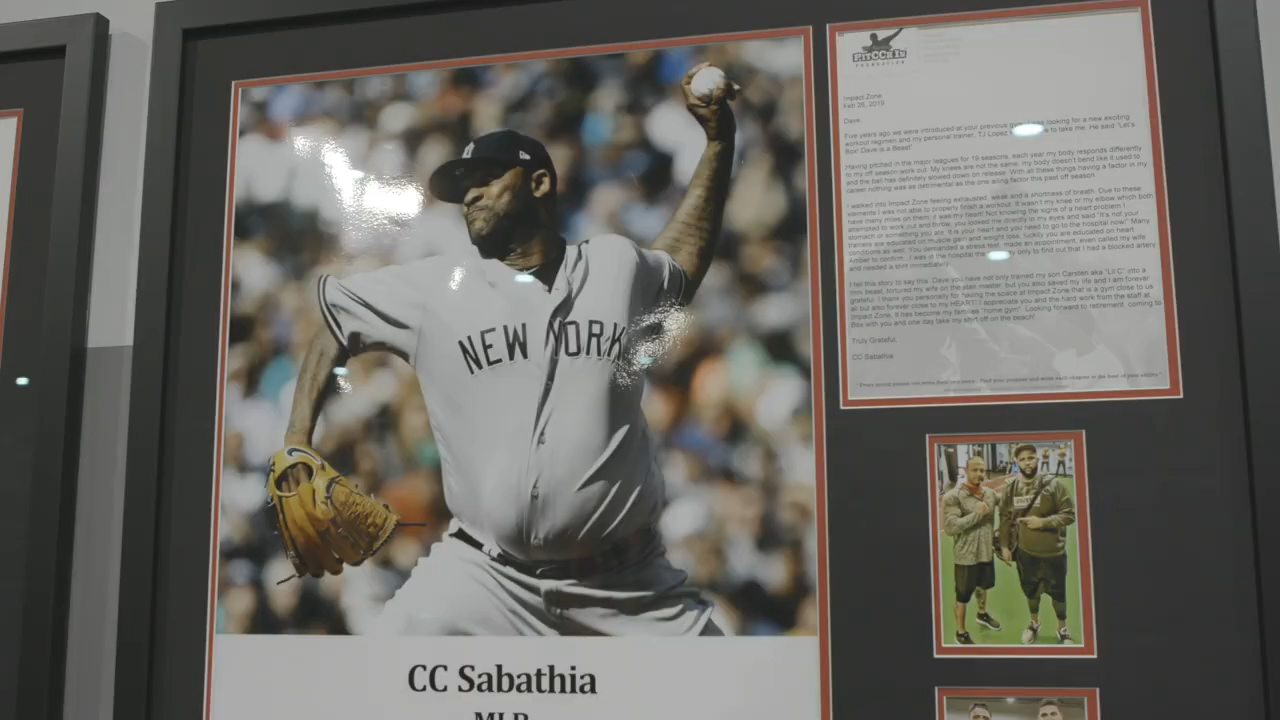 NEW YORK
CC Sabathia
MLB
PitCCh In
FOUNDATION
Impact Zone
Feb 26, 2019
Dave
Five years ago we were introduced at your previous looking for a new exciting
workout regimen and my personal trainer, TJ Lopez to take me. He said "Let's
Box! Dave is a Beast!
Having pitched in the major leagues for 19 seasons, each year my body responds differently
to my off season work out. My knees are not the same, my body doesn't bend like it used to
and the ball has definitely slowed down on release. With all these things having a factor in my
career nothing was as detrimental as the one ailing factor this past off season.
I walked into Impact Zone feeling exhausted, weak and a shortness of breath. Due to these
elements I was not able to properly finish a workout. It wasn't my knee or my elbow which both
have many miles on them, it was my heart! Not knowing the signs of a heart problem I
attempted to work out and throw, you looked me directly in my eyes and said "It's not your
stomach or something you ate. It is your heart and you need to go to the hospital now." Many
trainers are educated on muscle gain and weight loss, luckily you are educated on heart
conditions as well. You demanded a stress test, made an appointment, even called my wife
Amber to confirm. I was in the hospital the only to find out that I had a blocked artery
and needed a stint immediately.
I tell this story to say this. Dave you have not only trained my son Carsten aka "Lil C" into a
mini beast, tortured my wife on the stair master, but you also saved my life and I am forever
grateful. I thank you personally for making the space at Impact Zone that is a gym close to us
all but also forever close to my HEART! I appreciate you and the hard work from the staff at
Impact Zone, it has become my families "home gym". Looking forward to retirement, coming to
Box with you and one day take my shirt off on the beach!
Truly Grateful,
CC Sabathia